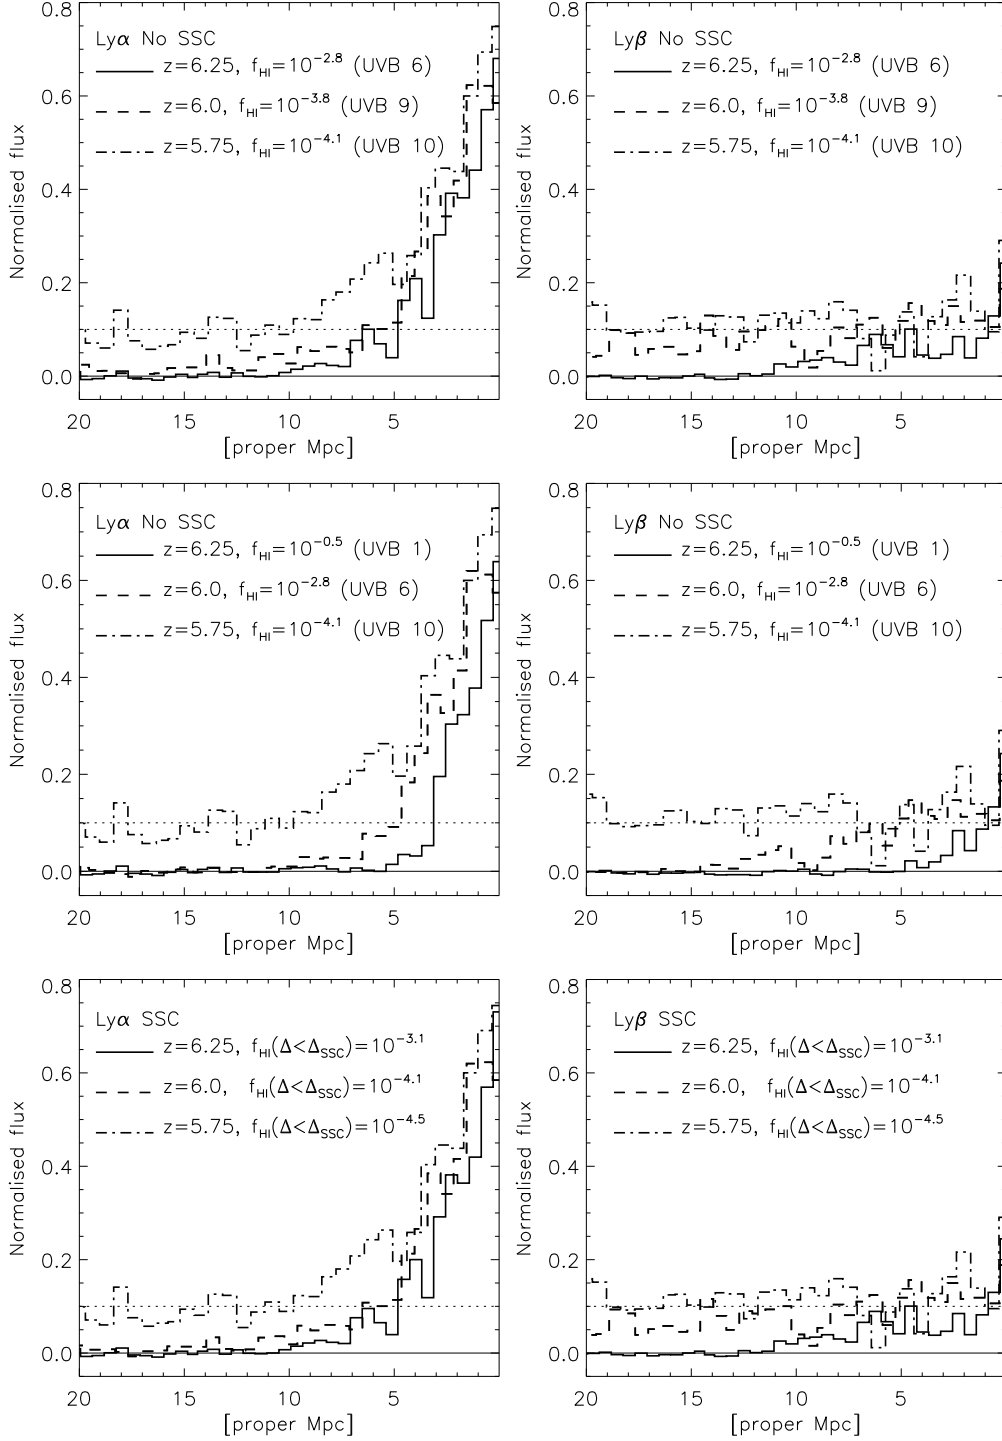 0.8
0.6
0.4
0.2
0.0
Normalised flux
Lyα No SSC
z=6.25, f_HI=10^-2.8 (UVB 6)
z=6.0, f_HI=10^-3.8 (UVB 9)
z=5.75, f_HI=10^-4.1 (UVB 10)
20 15 10 5
[proper Mpc]
0.8
0.6
0.4
0.2
0.0
Normalised flux
Lyβ No SSC
z=6.25, f_HI=10^-2.8 (UVB 6)
z=6.0, f_HI=10^-3.8 (UVB 9)
z=5.75, f_HI=10^-4.1 (UVB 10)
20 15 10 5
[proper Mpc]
0.8
0.6
0.4
0.2
0.0
Normalised flux
Lyα No SSC
z=6.25, f_HI=10^-0.5 (UVB 1)
z=6.0, f_HI=10^-2.8 (UVB 6)
z=5.75, f_HI=10^-4.1 (UVB 10)
20 15 10 5
[proper Mpc]
0.8
0.6
0.4
0.2
0.0
Normalised flux
Lyβ No SSC
z=6.25, f_HI=10^-0.5 (UVB 1)
z=6.0, f_HI=10^-2.8 (UVB 6)
z=5.75, f_HI=10^-4.1 (UVB 10)
20 15 10 5
[proper Mpc]
0.8
0.6
0.4
0.2
0.0
Normalised flux
Lyα SSC
z=6.25, f_HI(Δ<Δ_SSC)=10^-3.1
z=6.0, f_HI(Δ<Δ_SSC)=10^-4.1
z=5.75, f_HI(Δ<Δ_SSC)=10^-4.5
20 15 10 5
[proper Mpc]
0.8
0.6
0.4
0.2
0.0
Normalised flux
Lyβ SSC
z=6.25, f_HI(Δ<Δ_SSC)=10^-3.1
z=6.0, f_HI(Δ<Δ_SSC)=10^-4.1
z=5.75, f_HI(Δ<Δ_SSC)=10^-4.5
20 15 10 5
[proper Mpc]